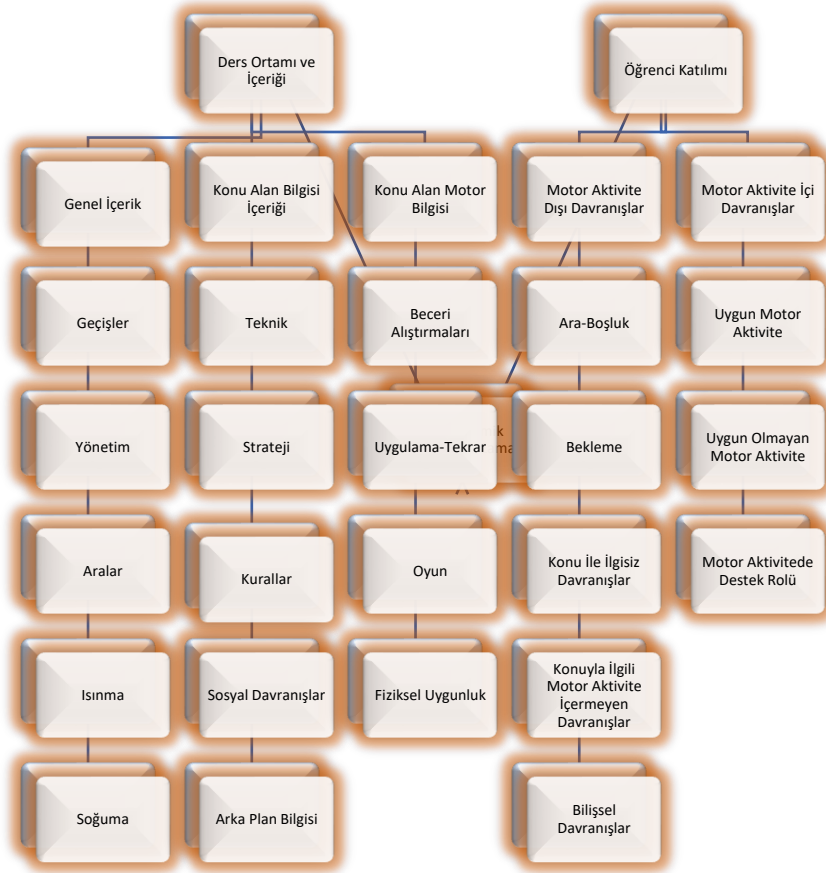 Ders Ortamı ve
İçeriği
Öğrenci Katılımı
Genel İçerik
Konu Alan Bilgisi
İçeriği
Konu Alan Motor
Bilgisi
Motor Aktivite
Dışı Davranışlar
Motor Aktivite İçi
Davranışlar
Geçişler
Teknik
Beceri
Alıştırmaları
Ara-Boşluk
Uygun Motor
Aktivite
Yönetim
Strateji
Uygulama-Tekrar
Bekleme
Uygun Olmayan
Motor Aktivite
Aralar
Kurallar
Oyun
Konu İle İlgisiz
Davranışlar
Motor Aktivitede
Destek Rolü
Isınma
Sosyal Davranışlar
Fiziksel Uygunluk
Konuyla İlgili
Motor Aktivite
İçermeyen
Davranışlar
Soğuma
Arka Plan Bilgisi
Bilişsel
Davranışlar